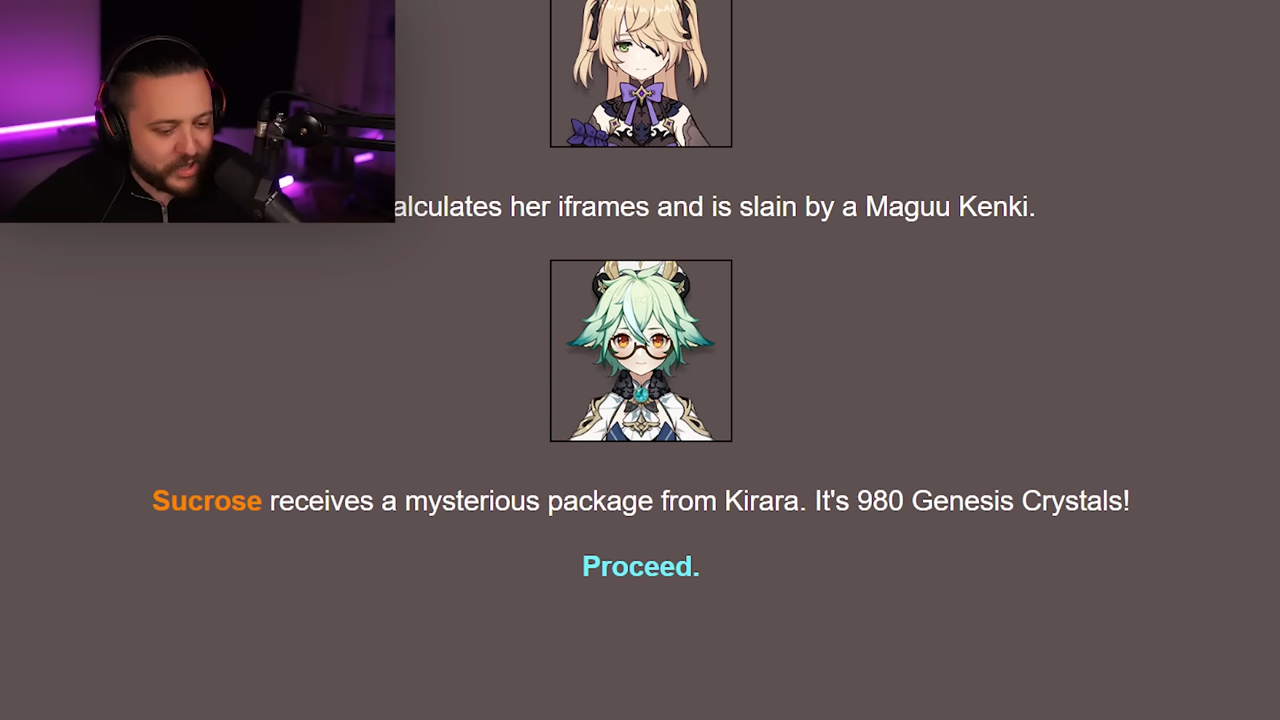 alculates her iframes and is slain by a Maguu Kenki.
Sucrose receives a mysterious package from Kirara. It's 980 Genesis Crystals!
Proceed.